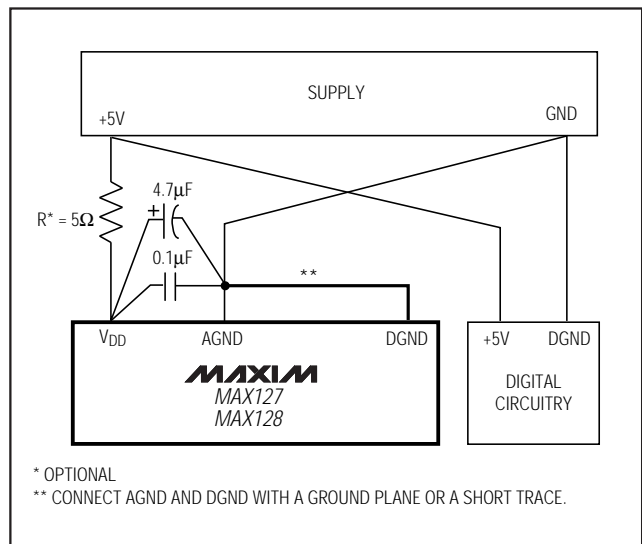 SUPPLY
+5V
GND
R* = 5Ω
4.7μF
+
0.1μF
**
VDD
AGND
DGND
+5V
DGND
MAXIM
MAX127
MAX128
DIGITAL
CIRCUITRY
* OPTIONAL
** CONNECT AGND AND DGND WITH A GROUND PLANE OR A SHORT TRACE.